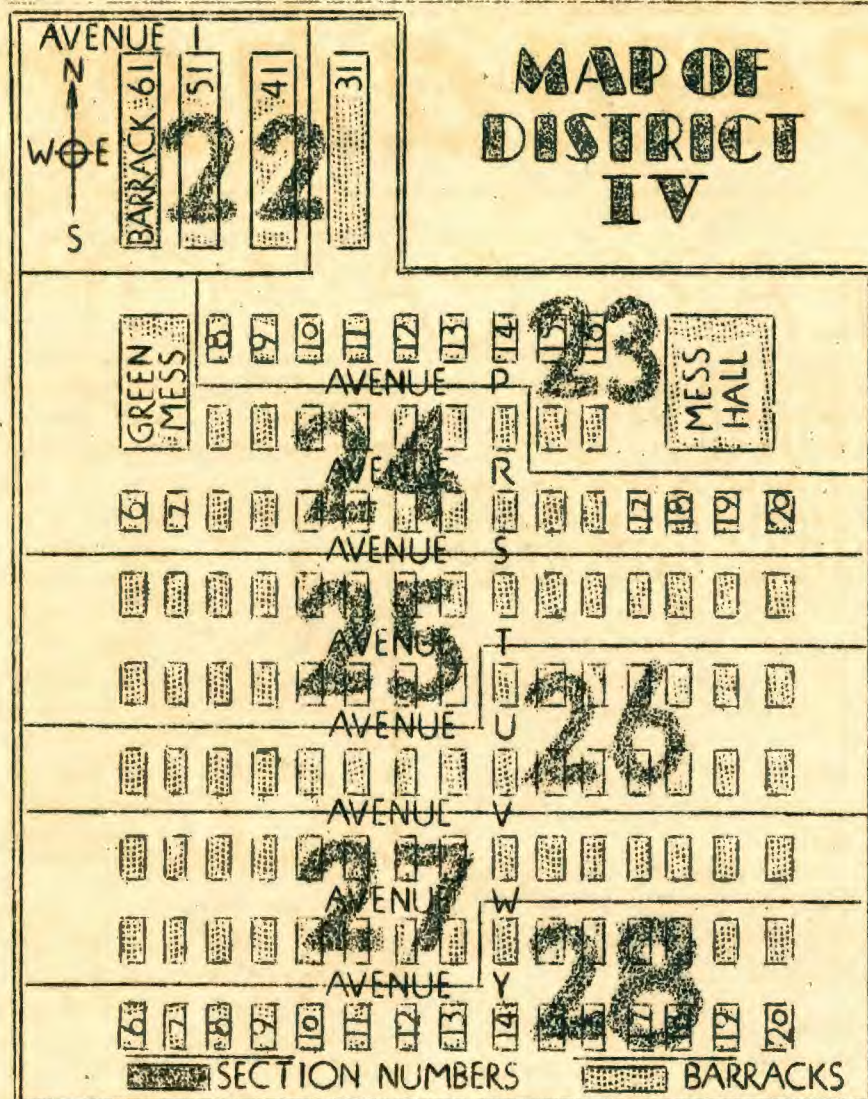 AVENUE I
MAP OF
DISTRICT
IV
N
W E
S
BARRACK 61
51
41
31
22
GREEN
MESS
8 9 10 11 12 13 14 15 16
23
MESS
HALL
AVENUE P
24
AVENUE R
6 7 17 18 19 20
AVENUE S
25
AVENUE T
26
AVENUE U
AVENUE V
27
AVENUE W
28
AVENUE Y
6 7 8 9 10 11 12 13 14 15 16 17 18 19 20
SECTION NUMBERS
BARRACKS